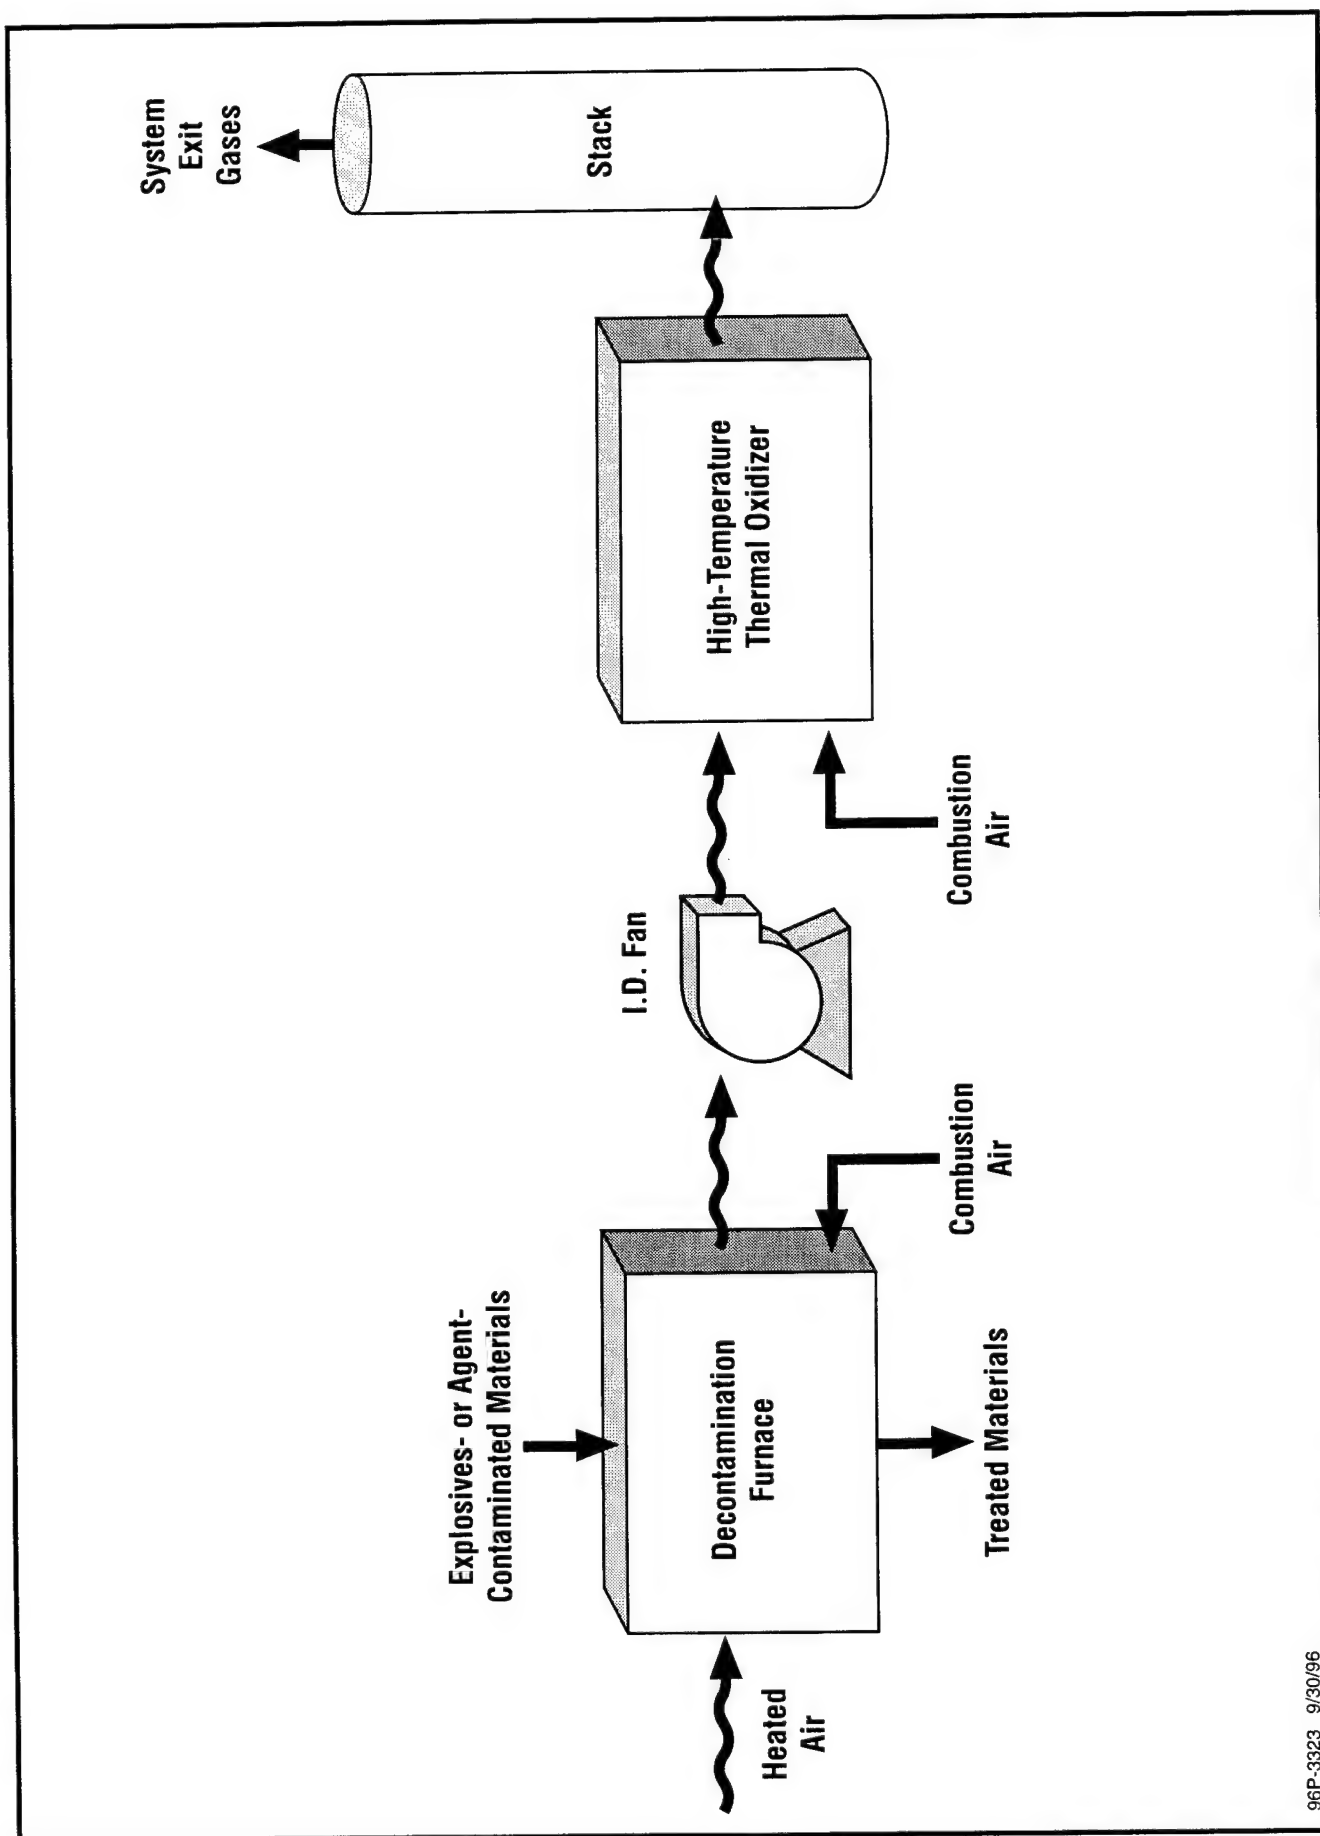 Explosives- or Agent-
Contaminated Materials
Heated
Air
Decontamination
Furnace
Treated Materials
Combustion
Air
I.D. Fan
Combustion
Air
High-Temperature
Thermal Oxidizer
Stack
System
Exit
Gases
96P-3323 9/30/96